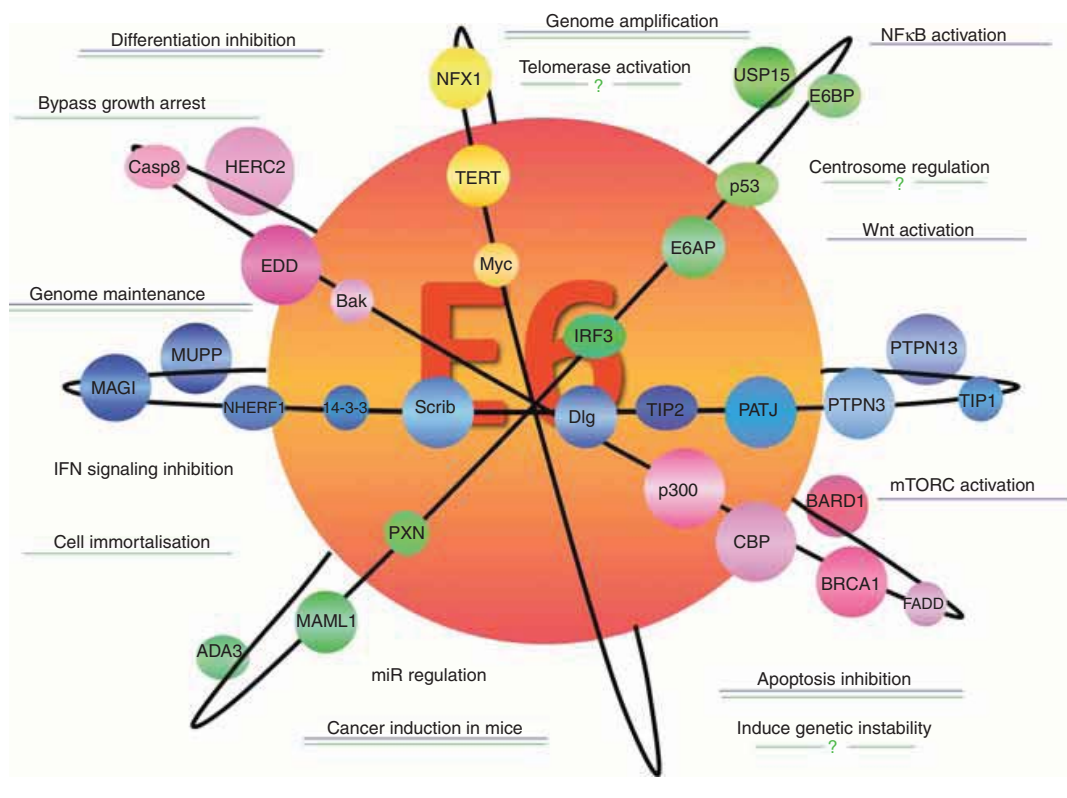 Genome amplification
Differentiation inhibition
NFκB activation
Telomerase activation
?
NFX1
USP15
E6BP
Bypass growth arrest
Casp8
HERC2
TERT
p53
Centrosome regulation
?
Wnt activation
E6AP
EDD
Myc
Bak
Genome maintenance
E6
IRF3
MUPP
PTPN13
MAGI
NHERF1
14-3-3
Scrib
Dlg
TIP2
PATJ
PTPN3
TIP1
IFN signaling inhibition
p300
BARD1
mTORC activation
PXN
CBP
Cell immortalisation
BRCA1
FADD
MAML1
ADA3
miR regulation
Apoptosis inhibition
Cancer induction in mice
Induce genetic instability
?